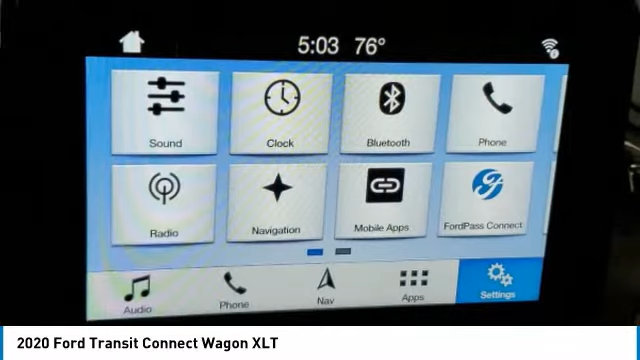 5:03 76°
Sound Clock Bluetooth Phone
Radio Navigation Mobile Apps FordPass Connect
Audio Phone Nav Apps Settings
2020 Ford Transit Connect Wagon XLT